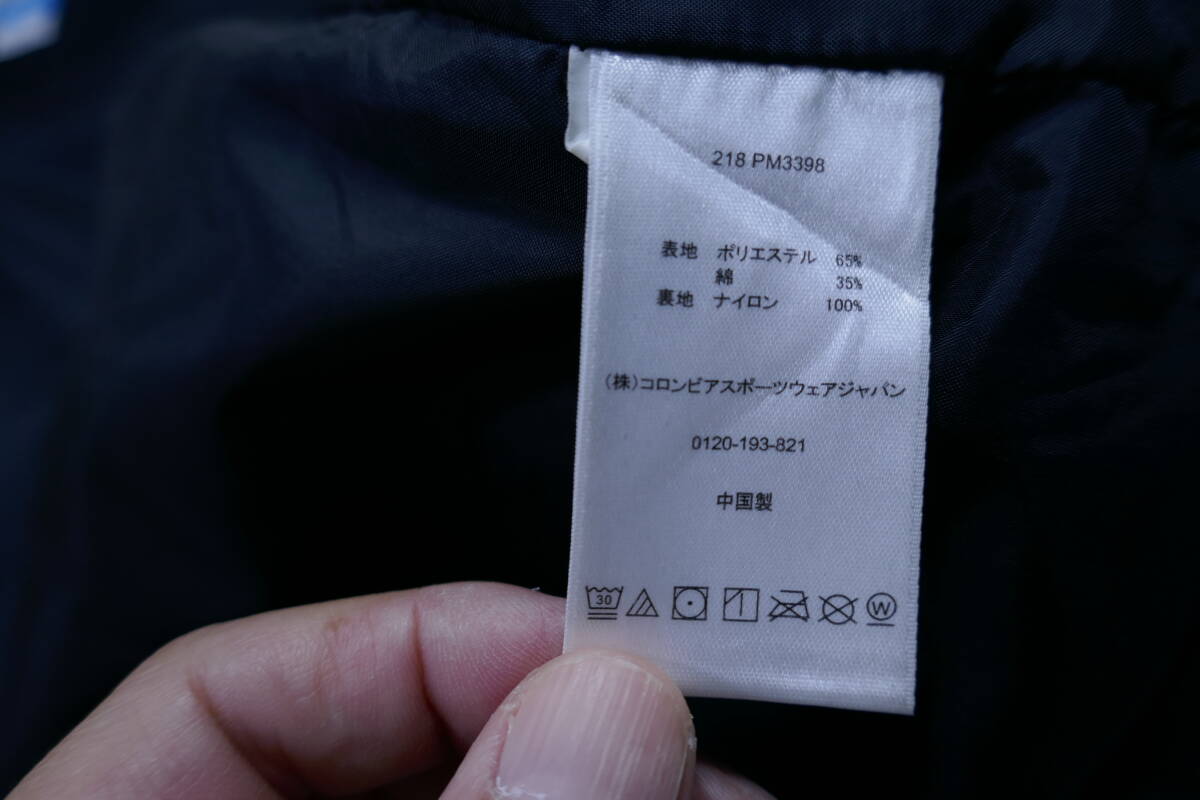 218 PM3398
表地 ポリエステル 65%
綿 35%
裏地 ナイロン 100%
(株)コロンビアスポーツウェアジャパン
0120-193-821
中国製
30 W